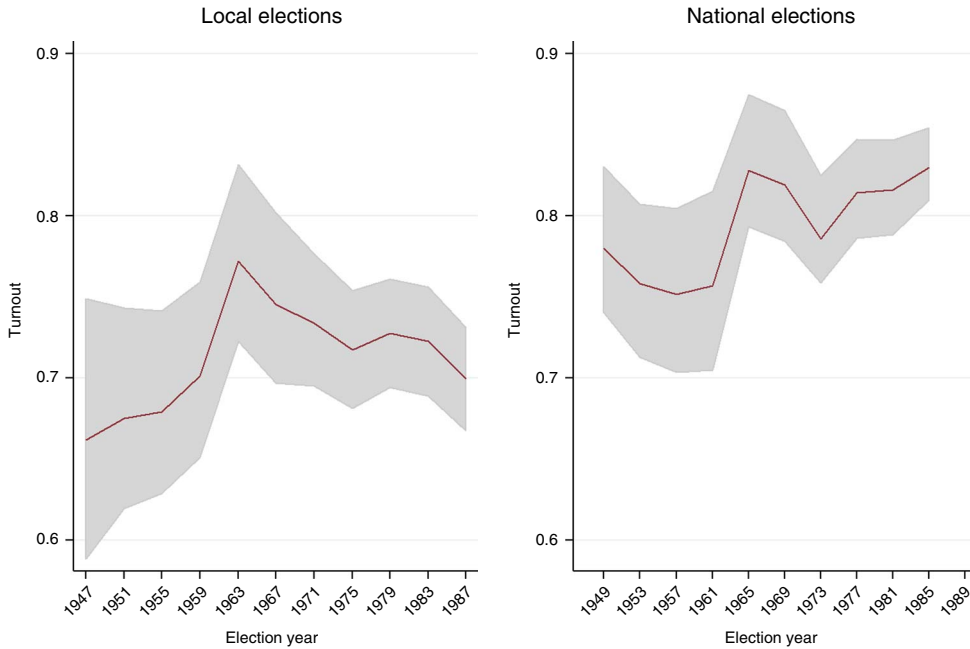 Local elections
0.9
0.8
0.7
0.6
Turnout
1947 1951 1955 1959 1963 1967 1971 1975 1979 1983 1987
Election year
National elections
0.9
0.8
0.7
0.6
Turnout
1949 1953 1957 1961 1965 1969 1973 1977 1981 1985 1989
Election year